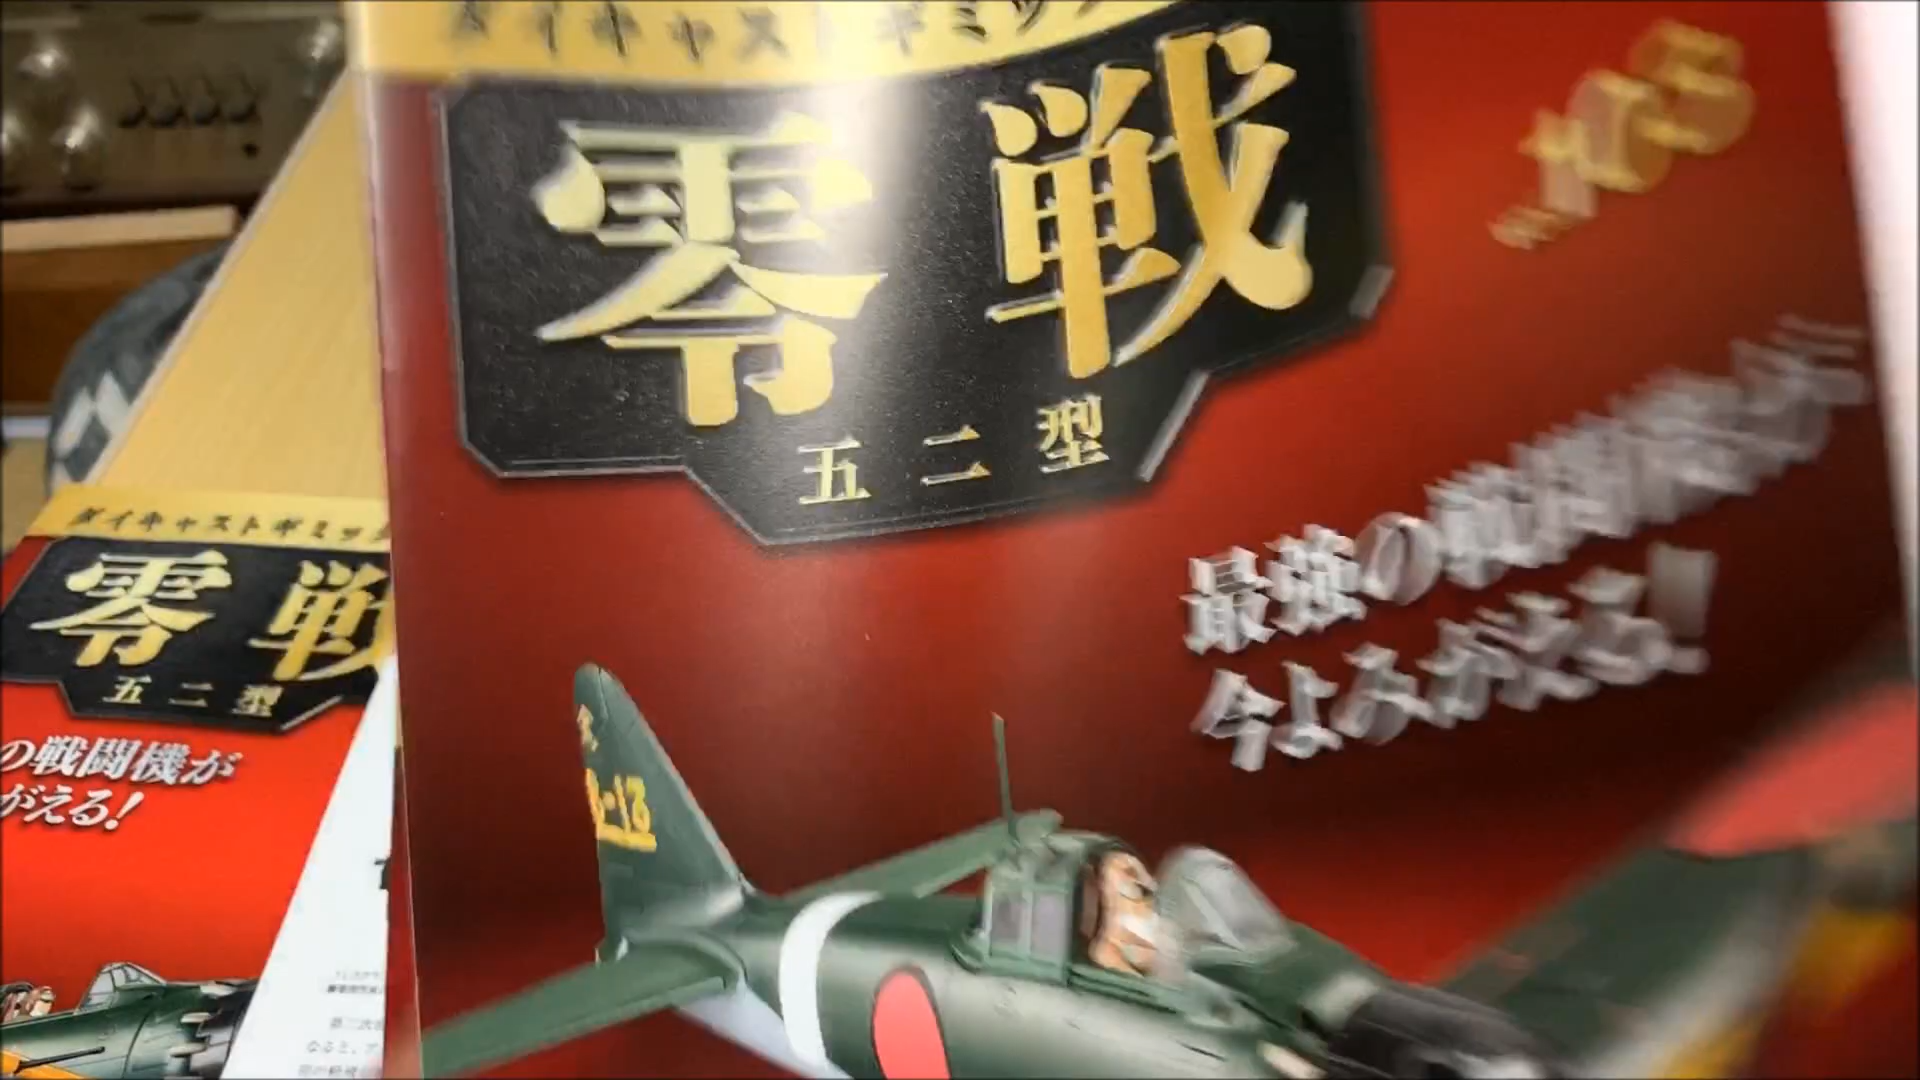 ダイキャストギミック
零戦
五二型
最強の戦闘機が
今よみがえる!
ダイキャストギミック
零戦
五二型
の戦闘機が
がえる!